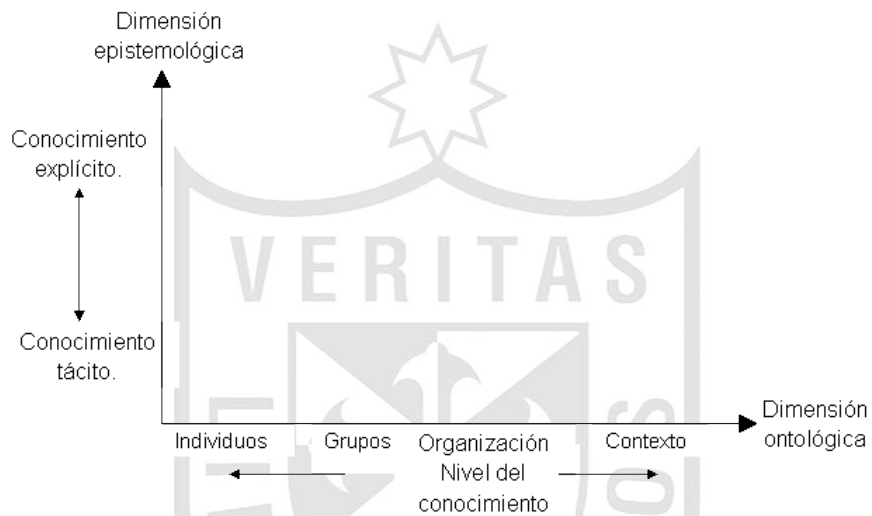 Dimensión
epistemológica
Conocimiento
explícito.
VERITAS
Conocimiento
tácito.
Individuos Grupos Organización Contexto
Nivel del
conocimiento
Dimensión
ontológica